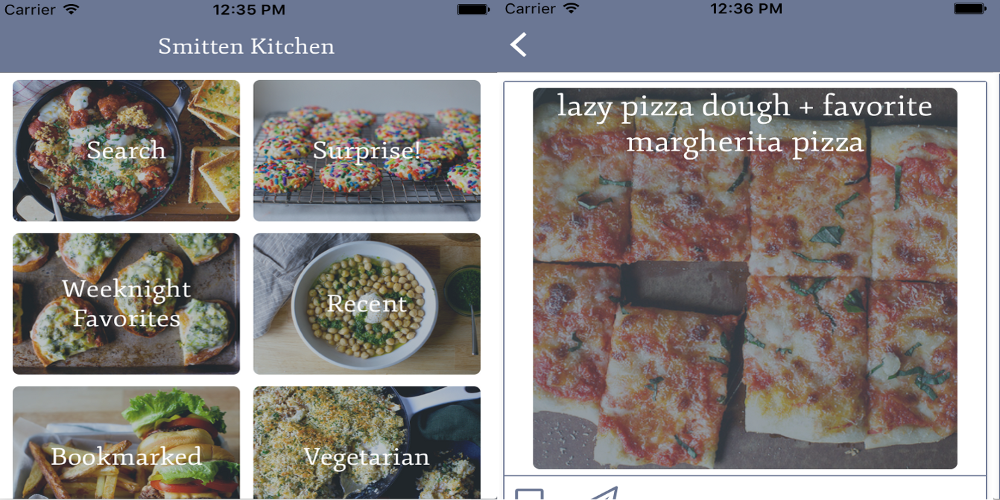 Carrier 12:35 PM
Smitten Kitchen
Search
Surprise!
Weeknight
Favorites
Recent
Bookmarked
Vegetarian
Carrier 12:36 PM
lazy pizza dough + favorite
margherita pizza